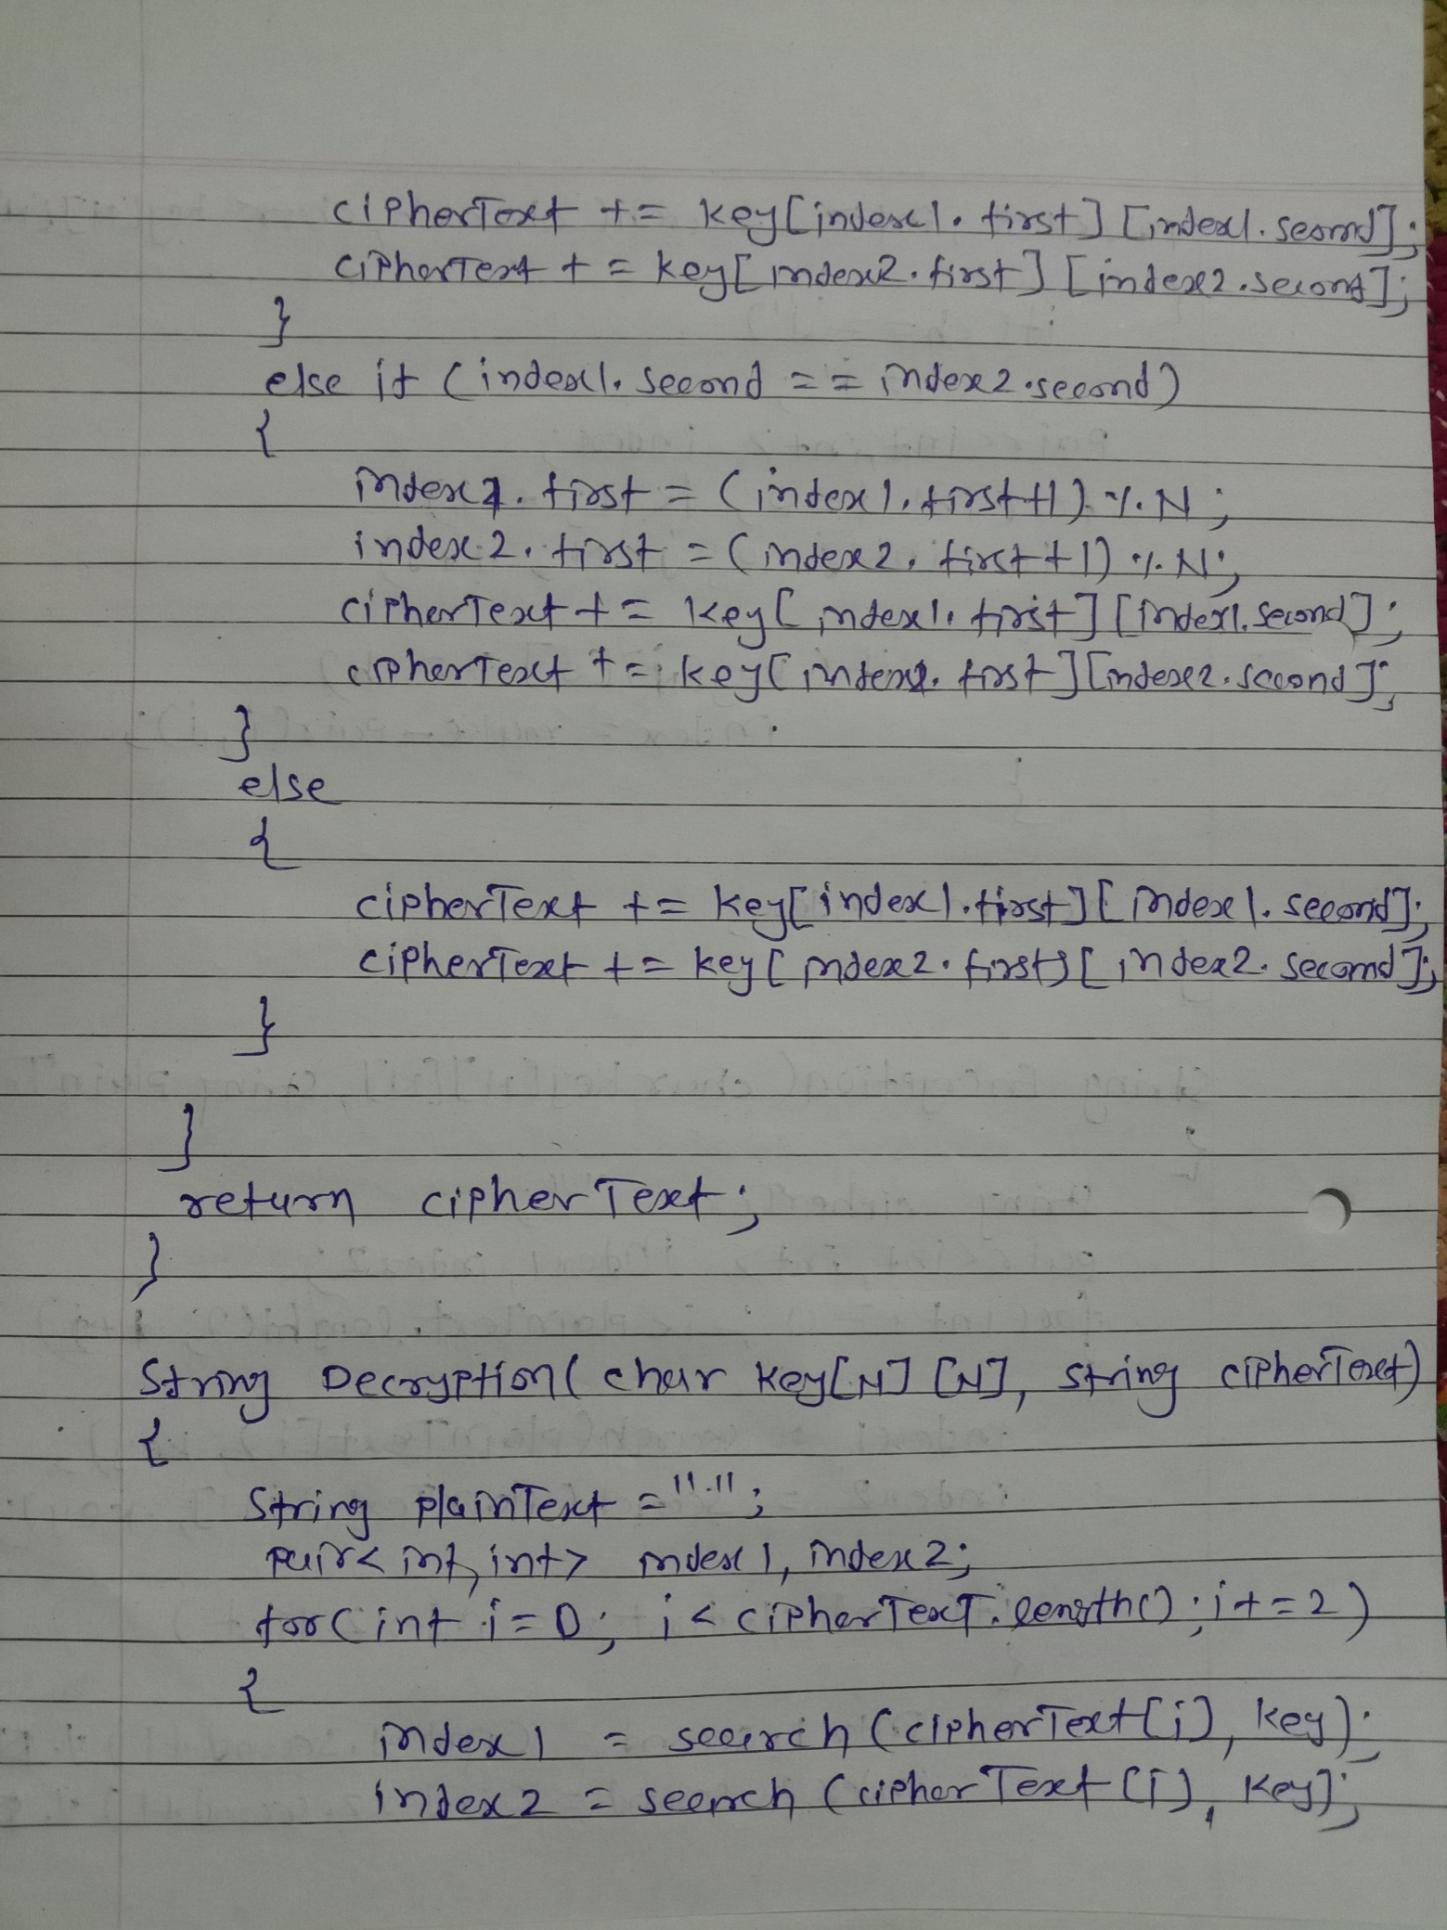 cipherText += key[index1.first][index1.second];
cipherText += key[index2.first][index2.second];
}
else if (index1.second == index2.second)
{
index1.first = (index1.first+1) % N;
index2.first = (index2.first+1) % N;
cipherText += key[index1.first][index1.second];
cipherText += key[index2.first][index2.second];
}
else
{
cipherText += key[index1.first][index1.second];
cipherText += key[index2.first][index2.second];
}
}
return cipherText;
}
String Decryption(char key[N][N], string cipherText)
{
String plainText = "";
pair<int, int> index1, index2;
for(int i=0; i<cipherText.length(); i+=2)
{
index1 = search(cipherText[i], key);
index2 = search(cipherText[i], key);